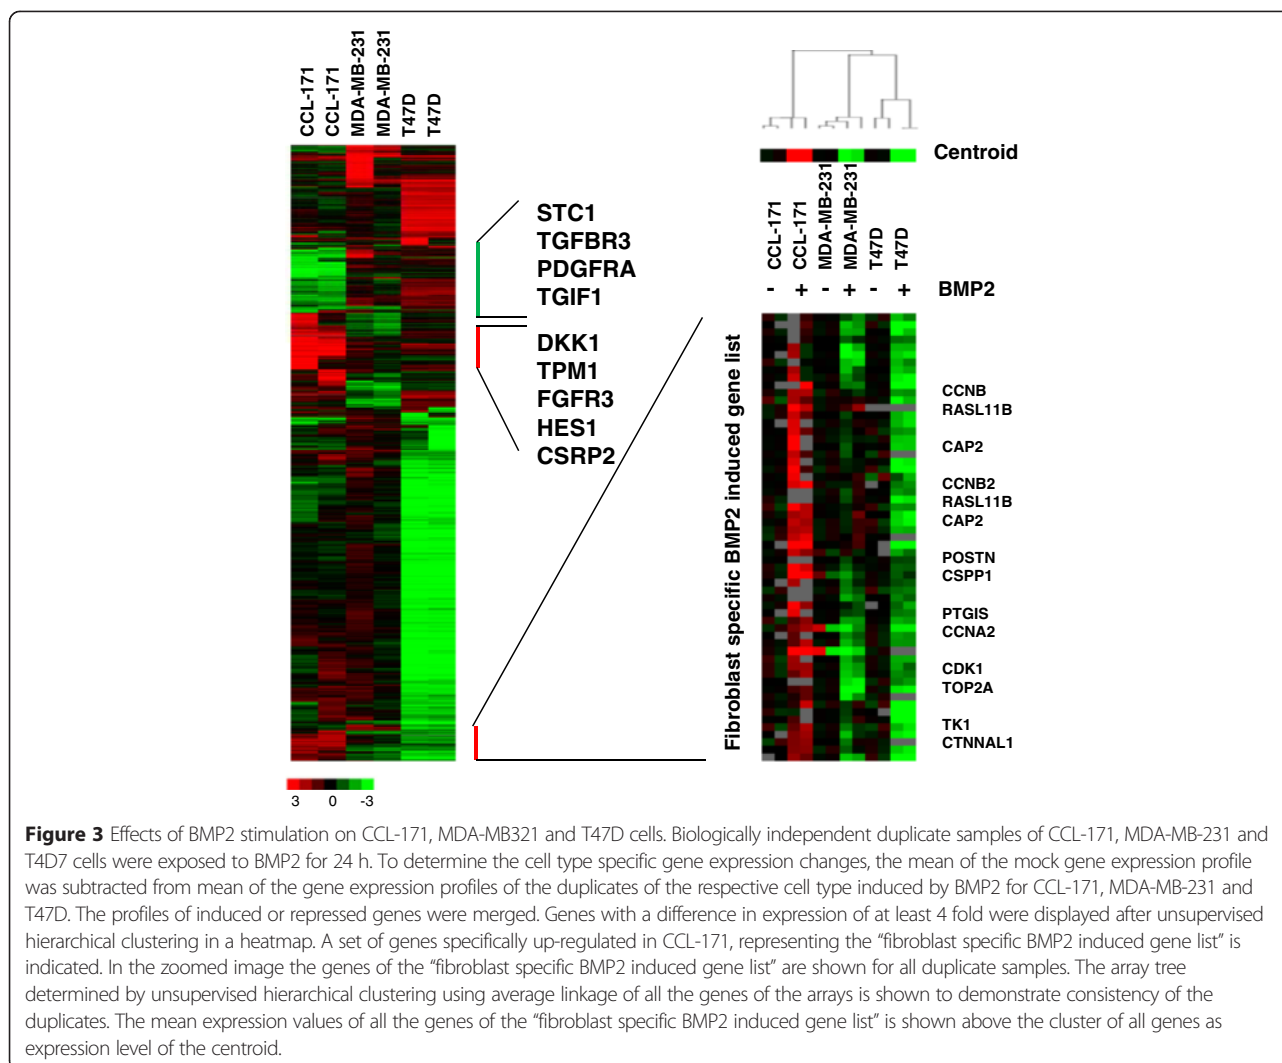 CCL-171
CCL-171
MDA-MB-231
MDA-MB-231
T47D
T47D
STC1
TGFBR3
PDGFRA
TGIF1
DKK1
TPM1
FGFR3
HES1
CSRP2
3 0 -3
Centroid
CCL-171
CCL-171
MDA-MB-231
MDA-MB-231
T47D
T47D
- + - + - + BMP2
Fibroblast specific BMP2 induced gene list
CCNB
RASL11B
CAP2
CCNB2
RASL11B
CAP2
POSTN
CSPP1
PTGIS
CCNA2
CDK1
TOP2A
TK1
CTNNAL1
Figure 3 Effects of BMP2 stimulation on CCL-171, MDA-MB321 and T47D cells. Biologically independent duplicate samples of CCL-171, MDA-MB-231 and
T4D7 cells were exposed to BMP2 for 24 h. To determine the cell type specific gene expression changes, the mean of the mock gene expression profile
was subtracted from mean of the gene expression profiles of the duplicates of the respective cell type induced by BMP2 for CCL-171, MDA-MB-231 and
T47D. The profiles of induced or repressed genes were merged. Genes with a difference in expression of at least 4 fold were displayed after unsupervised
hierarchical clustering in a heatmap. A set of genes specifically up-regulated in CCL-171, representing the “fibroblast specific BMP2 induced gene list” is
indicated. In the zoomed image the genes of the “fibroblast specific BMP2 induced gene list” are shown for all duplicate samples. The array tree
determined by unsupervised hierarchical clustering using average linkage of all the genes of the arrays is shown to demonstrate consistency of the
duplicates. The mean expression values of all the genes of the “fibroblast specific BMP2 induced gene list” is shown above the cluster of all genes as
expression level of the centroid.